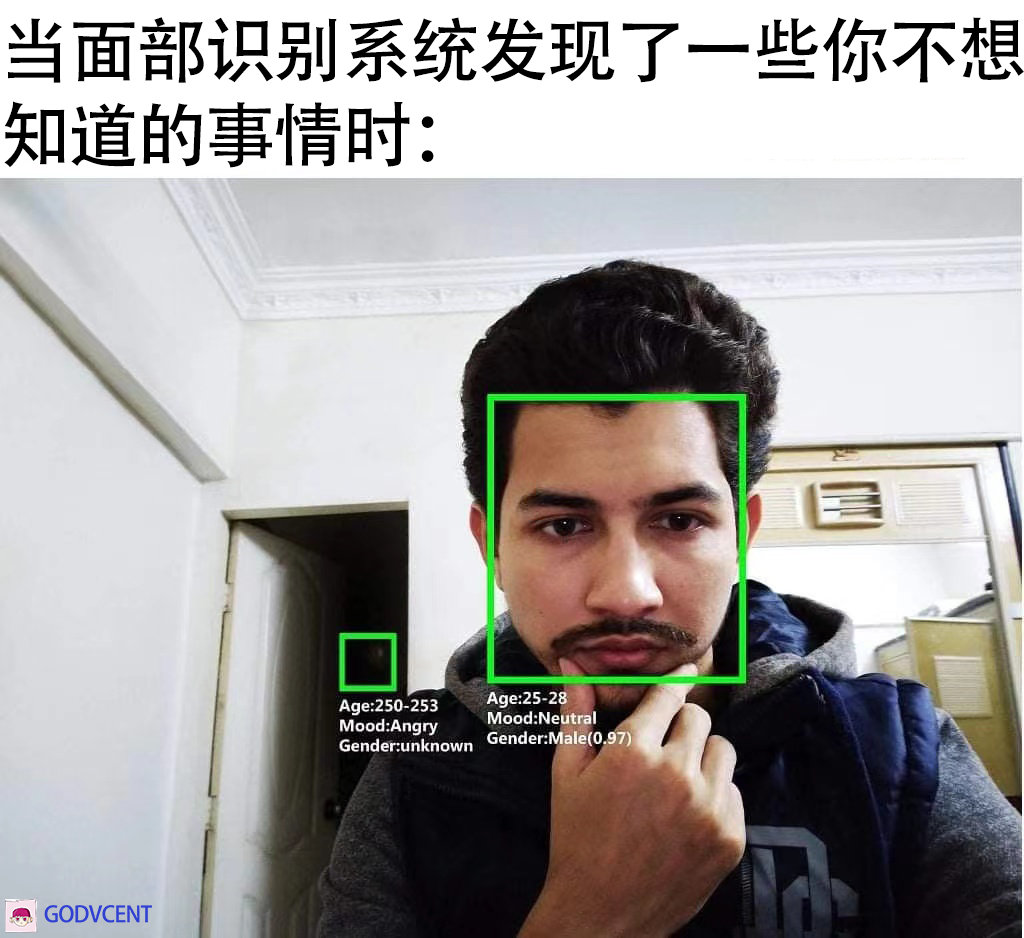 当面部识别系统发现了一些你不想
知道的事情时：
Age:250-253
Mood:Angry
Gender:unknown
Age:25-28
Mood:Neutral
Gender:Male(0.97)
GODVCENT